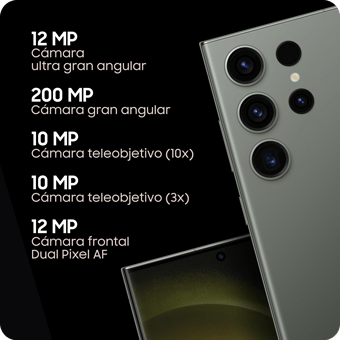 12 MP
Cámara
ultra gran angular
200 MP
Cámara gran angular
10 MP
Cámara teleobjetivo (10x)
10 MP
Cámara teleobjetivo (3x)
12 MP
Cámara frontal
Dual Pixel AF